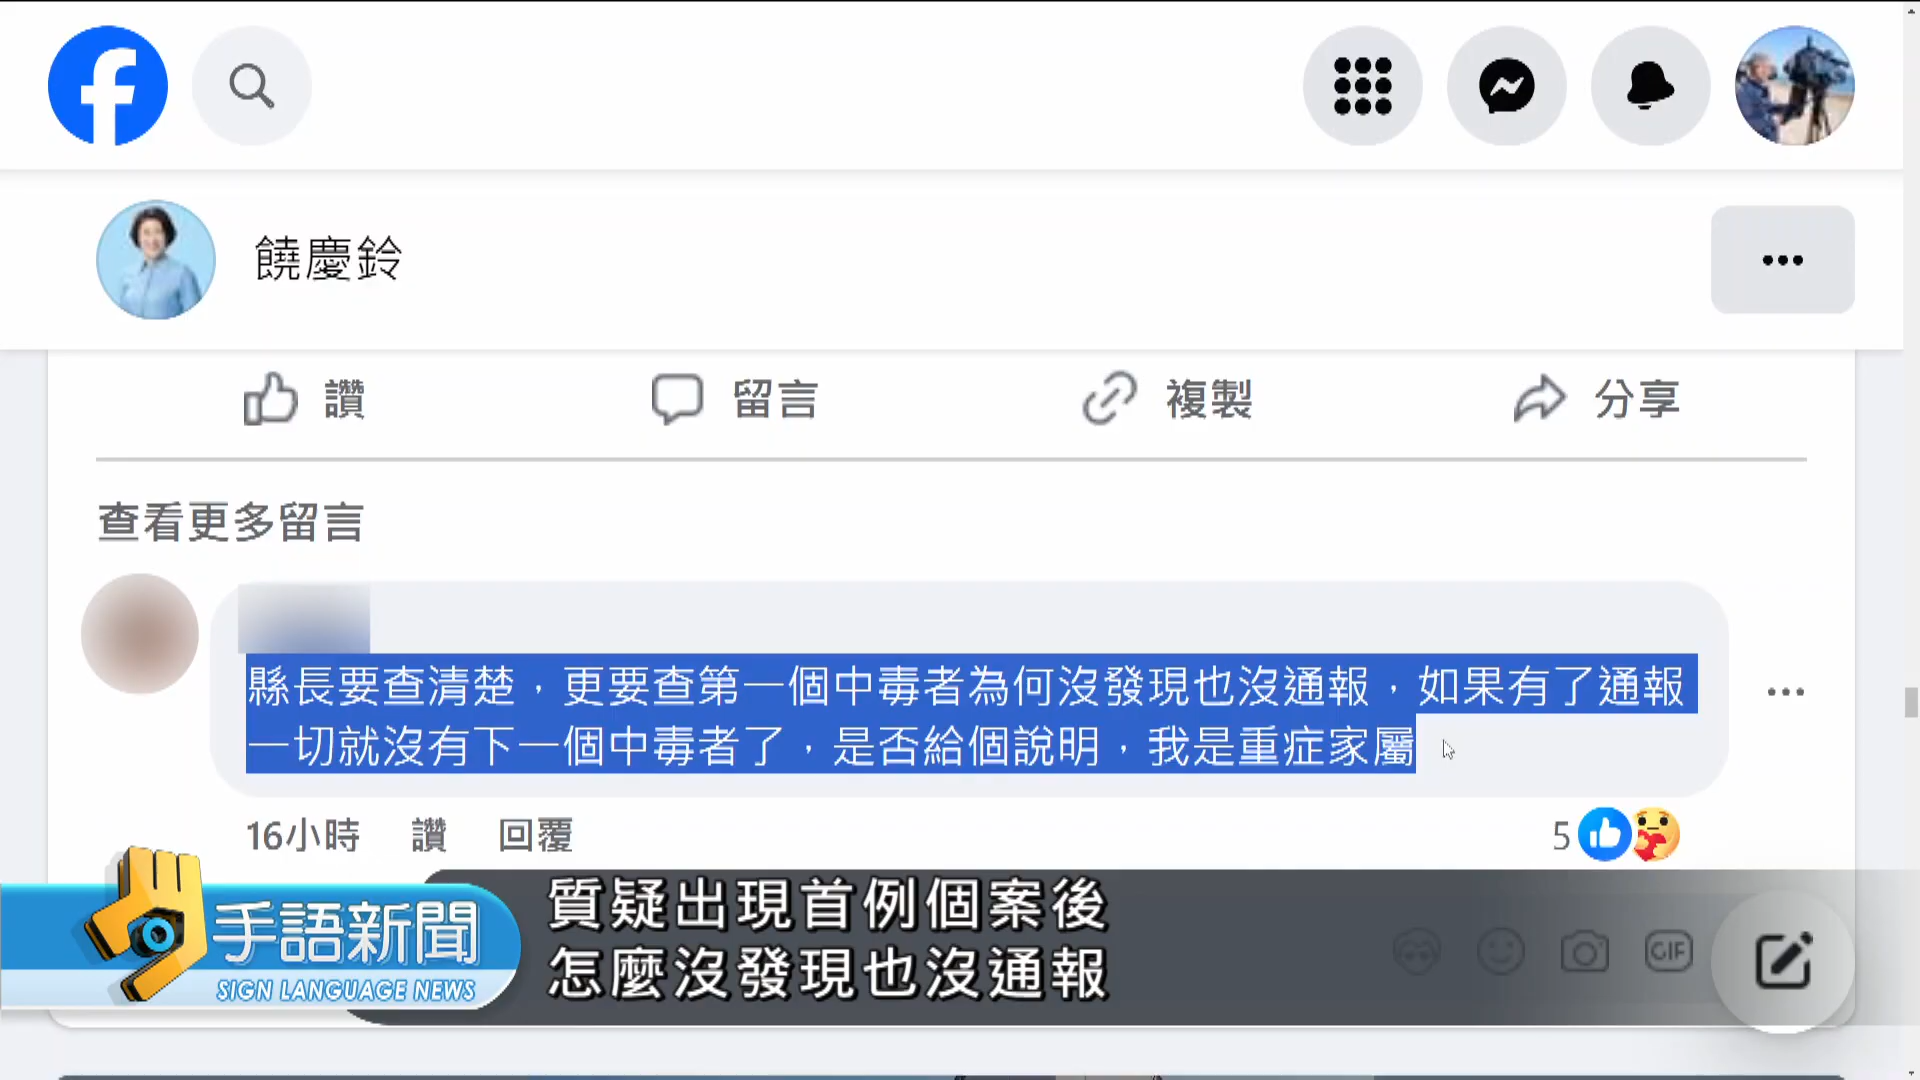 饒慶鈴
讚 留言 複製 分享
查看更多留言
縣長要查清楚，更要查第一個中毒者為何沒發現也沒通報，如果有了通報
一切就沒有下一個中毒者了，是否給個說明，我是重症家屬
16小時 讚 回覆 5
質疑出現首例個案後
怎麼沒發現也沒通報
手語新聞
SIGN LANGUAGE NEWS
GIF